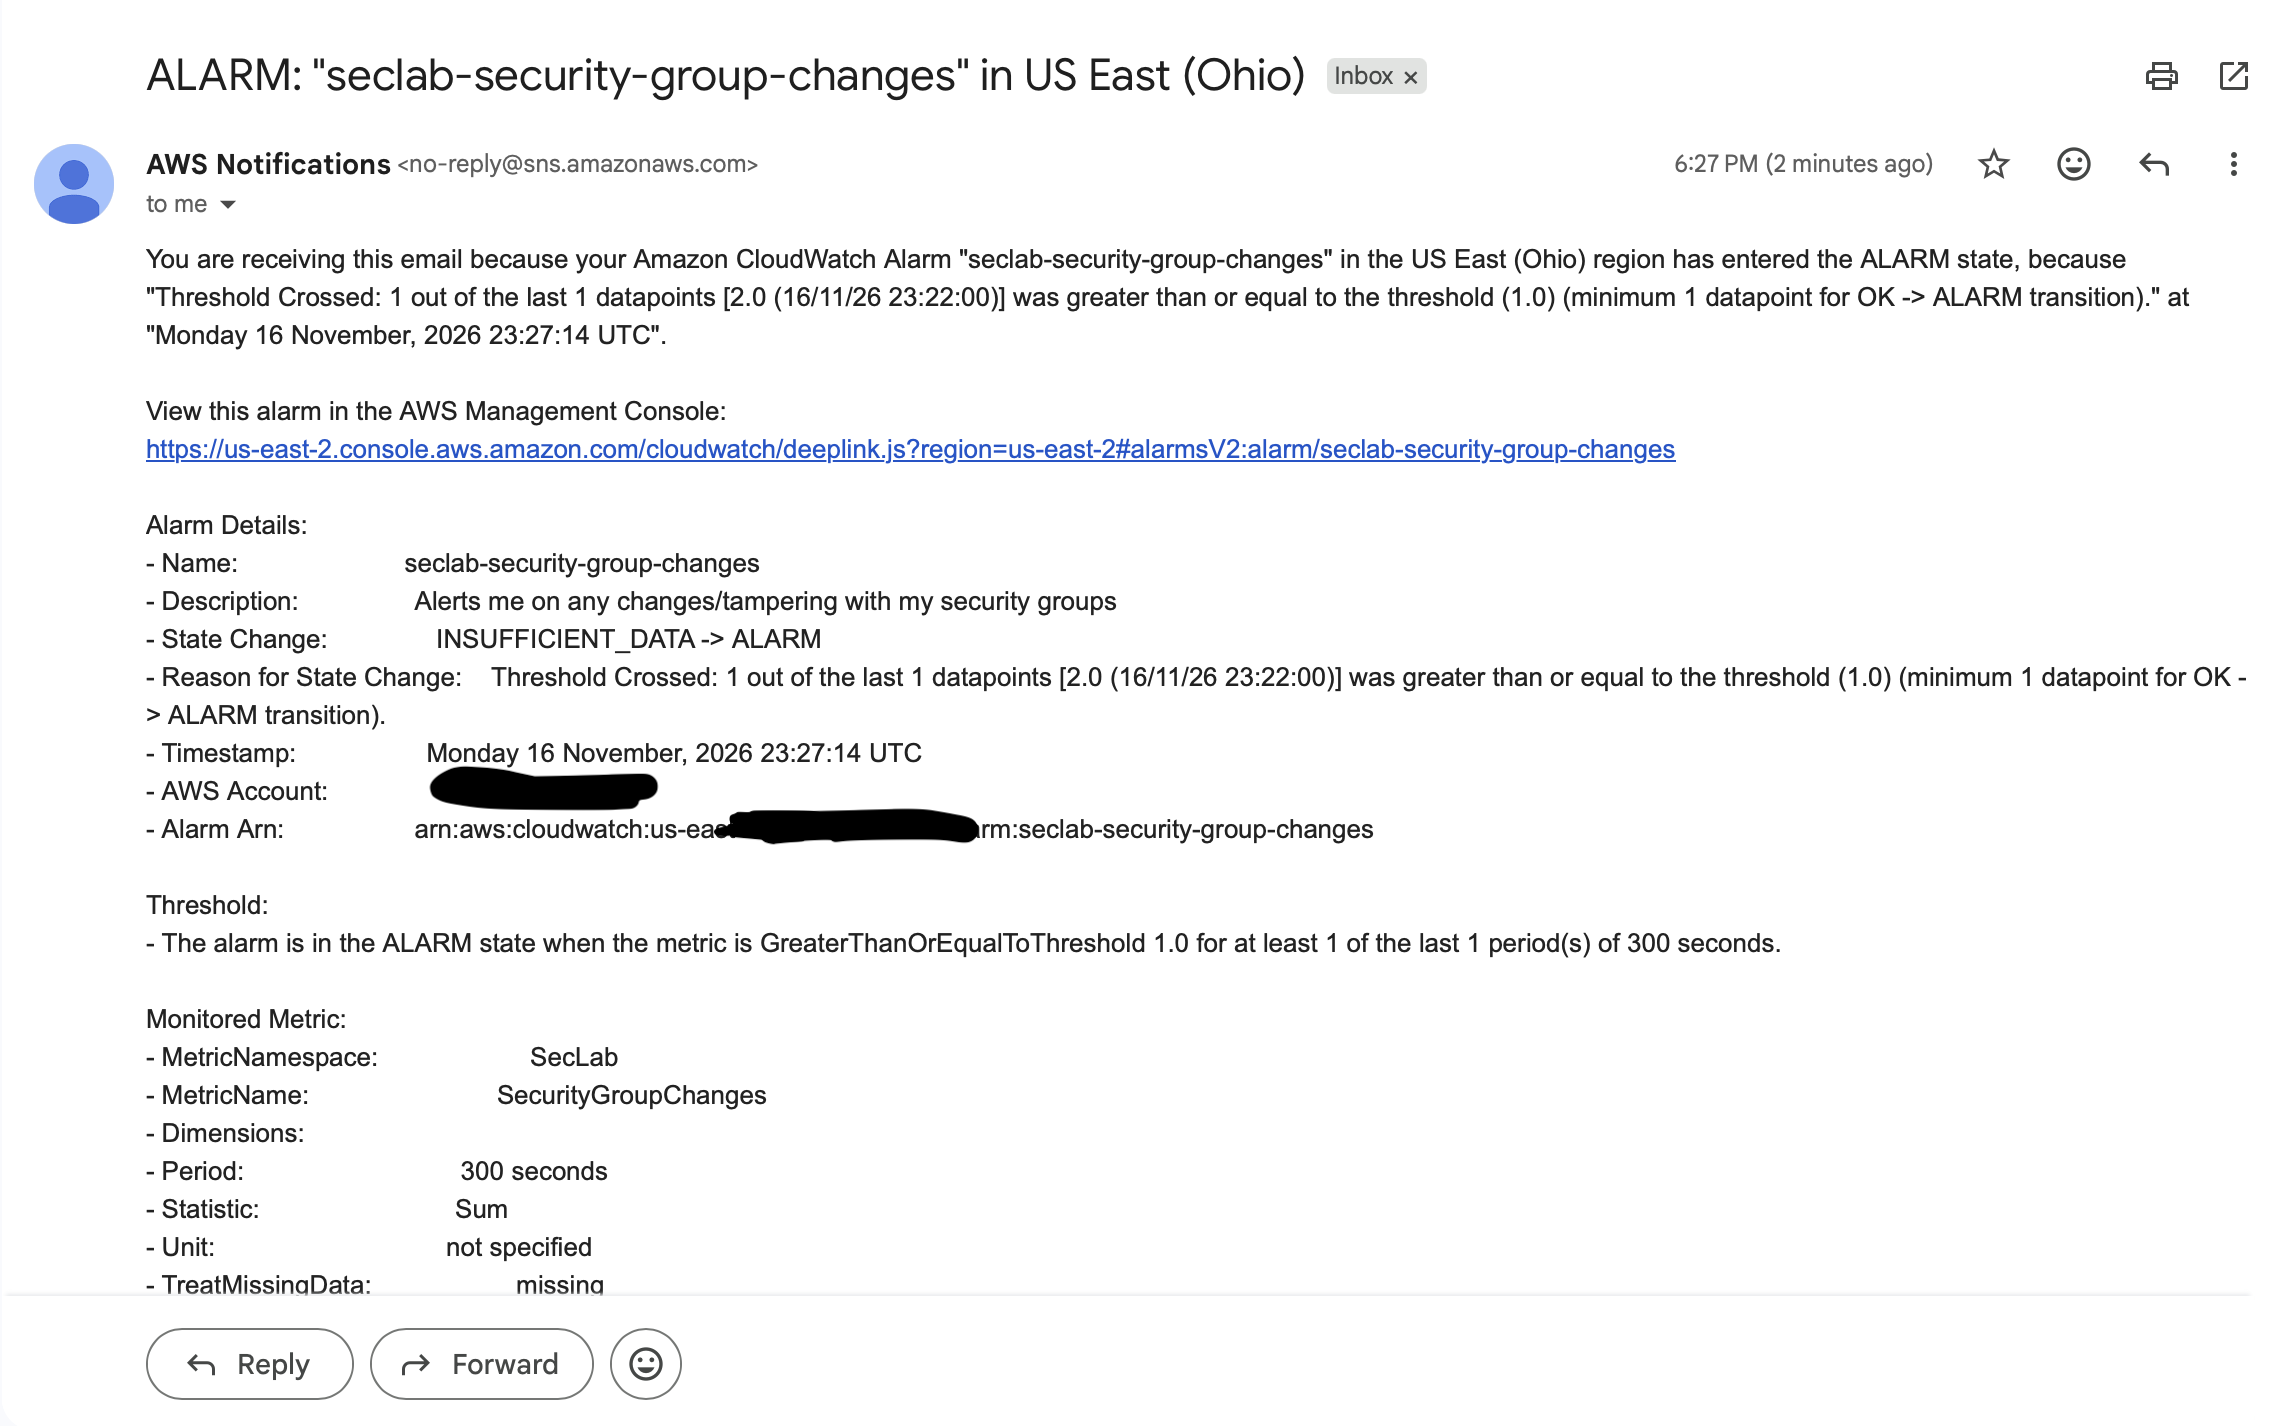 ALARM: "seclab-security-group-changes" in US East (Ohio) Inbox ×
AWS Notifications <no-reply@sns.amazonaws.com> 6:27 PM (2 minutes ago)
to me
You are receiving this email because your Amazon CloudWatch Alarm "seclab-security-group-changes" in the US East (Ohio) region has entered the ALARM state, because
"Threshold Crossed: 1 out of the last 1 datapoints [2.0 (16/11/26 23:22:00)] was greater than or equal to the threshold (1.0) (minimum 1 datapoint for OK -> ALARM transition)." at
"Monday 16 November, 2026 23:27:14 UTC".
View this alarm in the AWS Management Console:
https://us-east-2.console.aws.amazon.com/cloudwatch/deeplink.js?region=us-east-2#alarmsV2:alarm/seclab-security-group-changes
Alarm Details:
- Name: seclab-security-group-changes
- Description: Alerts me on any changes/tampering with my security groups
- State Change: INSUFFICIENT_DATA -> ALARM
- Reason for State Change: Threshold Crossed: 1 out of the last 1 datapoints [2.0 (16/11/26 23:22:00)] was greater than or equal to the threshold (1.0) (minimum 1 datapoint for OK -
> ALARM transition).
- Timestamp: Monday 16 November, 2026 23:27:14 UTC
- AWS Account:
- Alarm Arn: arn:aws:cloudwatch:us-eas rm:seclab-security-group-changes
Threshold:
- The alarm is in the ALARM state when the metric is GreaterThanOrEqualToThreshold 1.0 for at least 1 of the last 1 period(s) of 300 seconds.
Monitored Metric:
- MetricNamespace: SecLab
- MetricName: SecurityGroupChanges
- Dimensions:
- Period: 300 seconds
- Statistic: Sum
- Unit: not specified
- TreatMissingData: missing
Reply Forward